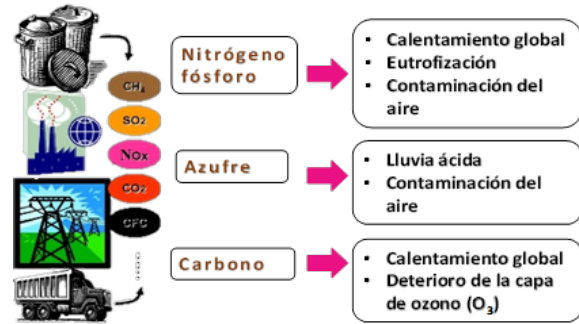 CH₄
SO₂
NOx
CO₂
CFC
Nitrógeno
fósforo
▪ Calentamiento global
▪ Eutrofización
▪ Contaminación del
aire
Azufre
▪ Lluvia ácida
▪ Contaminación del
aire
Carbono
▪ Calentamiento global
▪ Deterioro de la capa
de ozono (O₃)